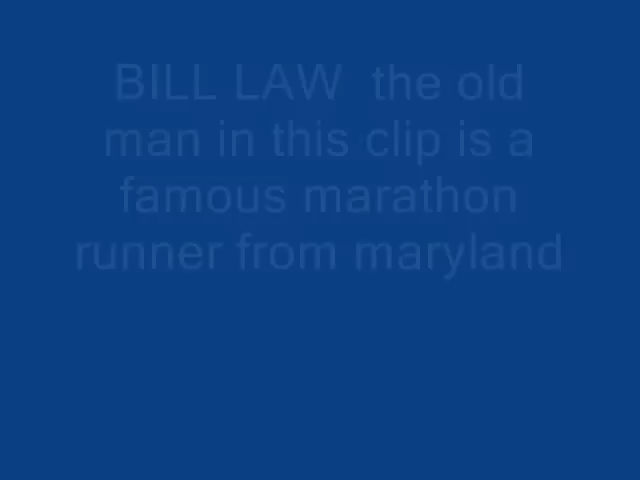 BILL LAW  the old
man in this clip is a
famous marathon
runner from maryland